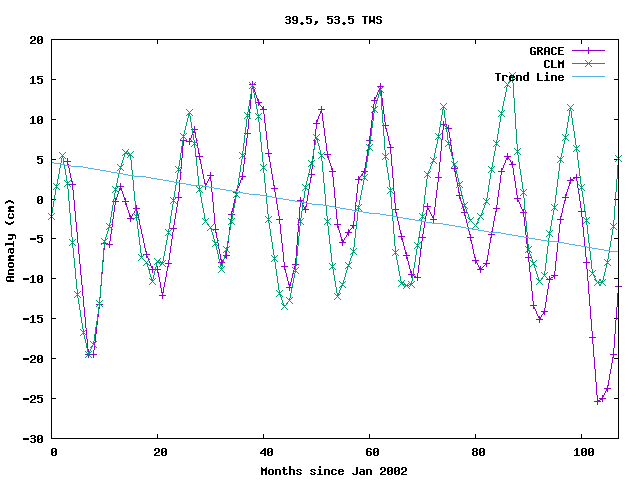 39.5, 53.5 TWS
GRACE
CLM
Trend Line
Anomaly (cm)
20
15
10
5
0
-5
-10
-15
-20
-25
-30
0 20 40 60 80 100
Months since Jan 2002